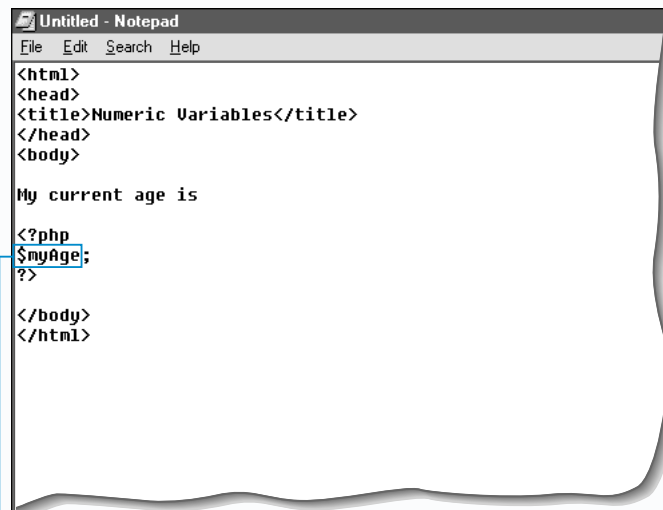 Untitled - Notepad
File Edit Search Help
<html>
<head>
<title>Numeric Variables</title>
</head>
<body>
My current age is
<?php
$myAge;
?>
</body>
</html>